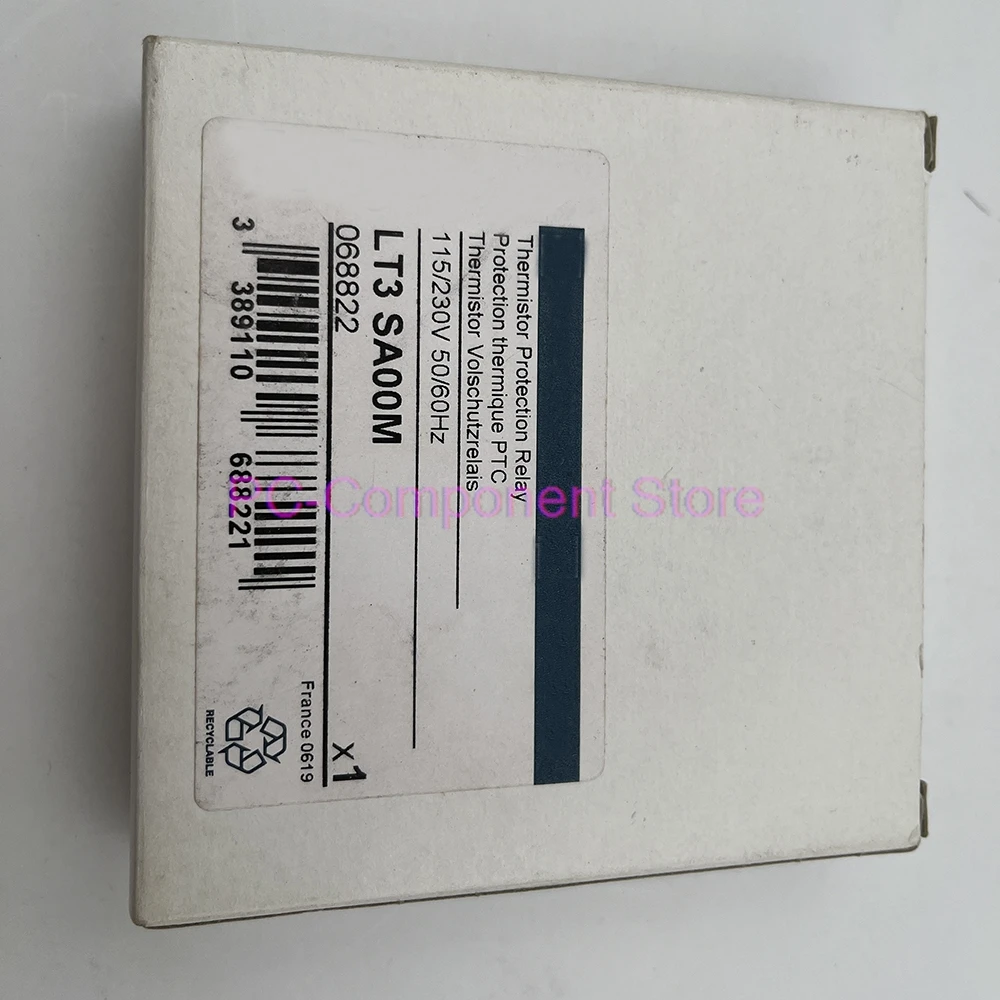 Thermistor Protection Relay
Protection thermique PTC
Thermistor Volschutzrelais
115/230V 50/60Hz
LT3 SA00M
068822
x1
3 389110 688221
France 0619
RECYCLABLE
PC-Component Store